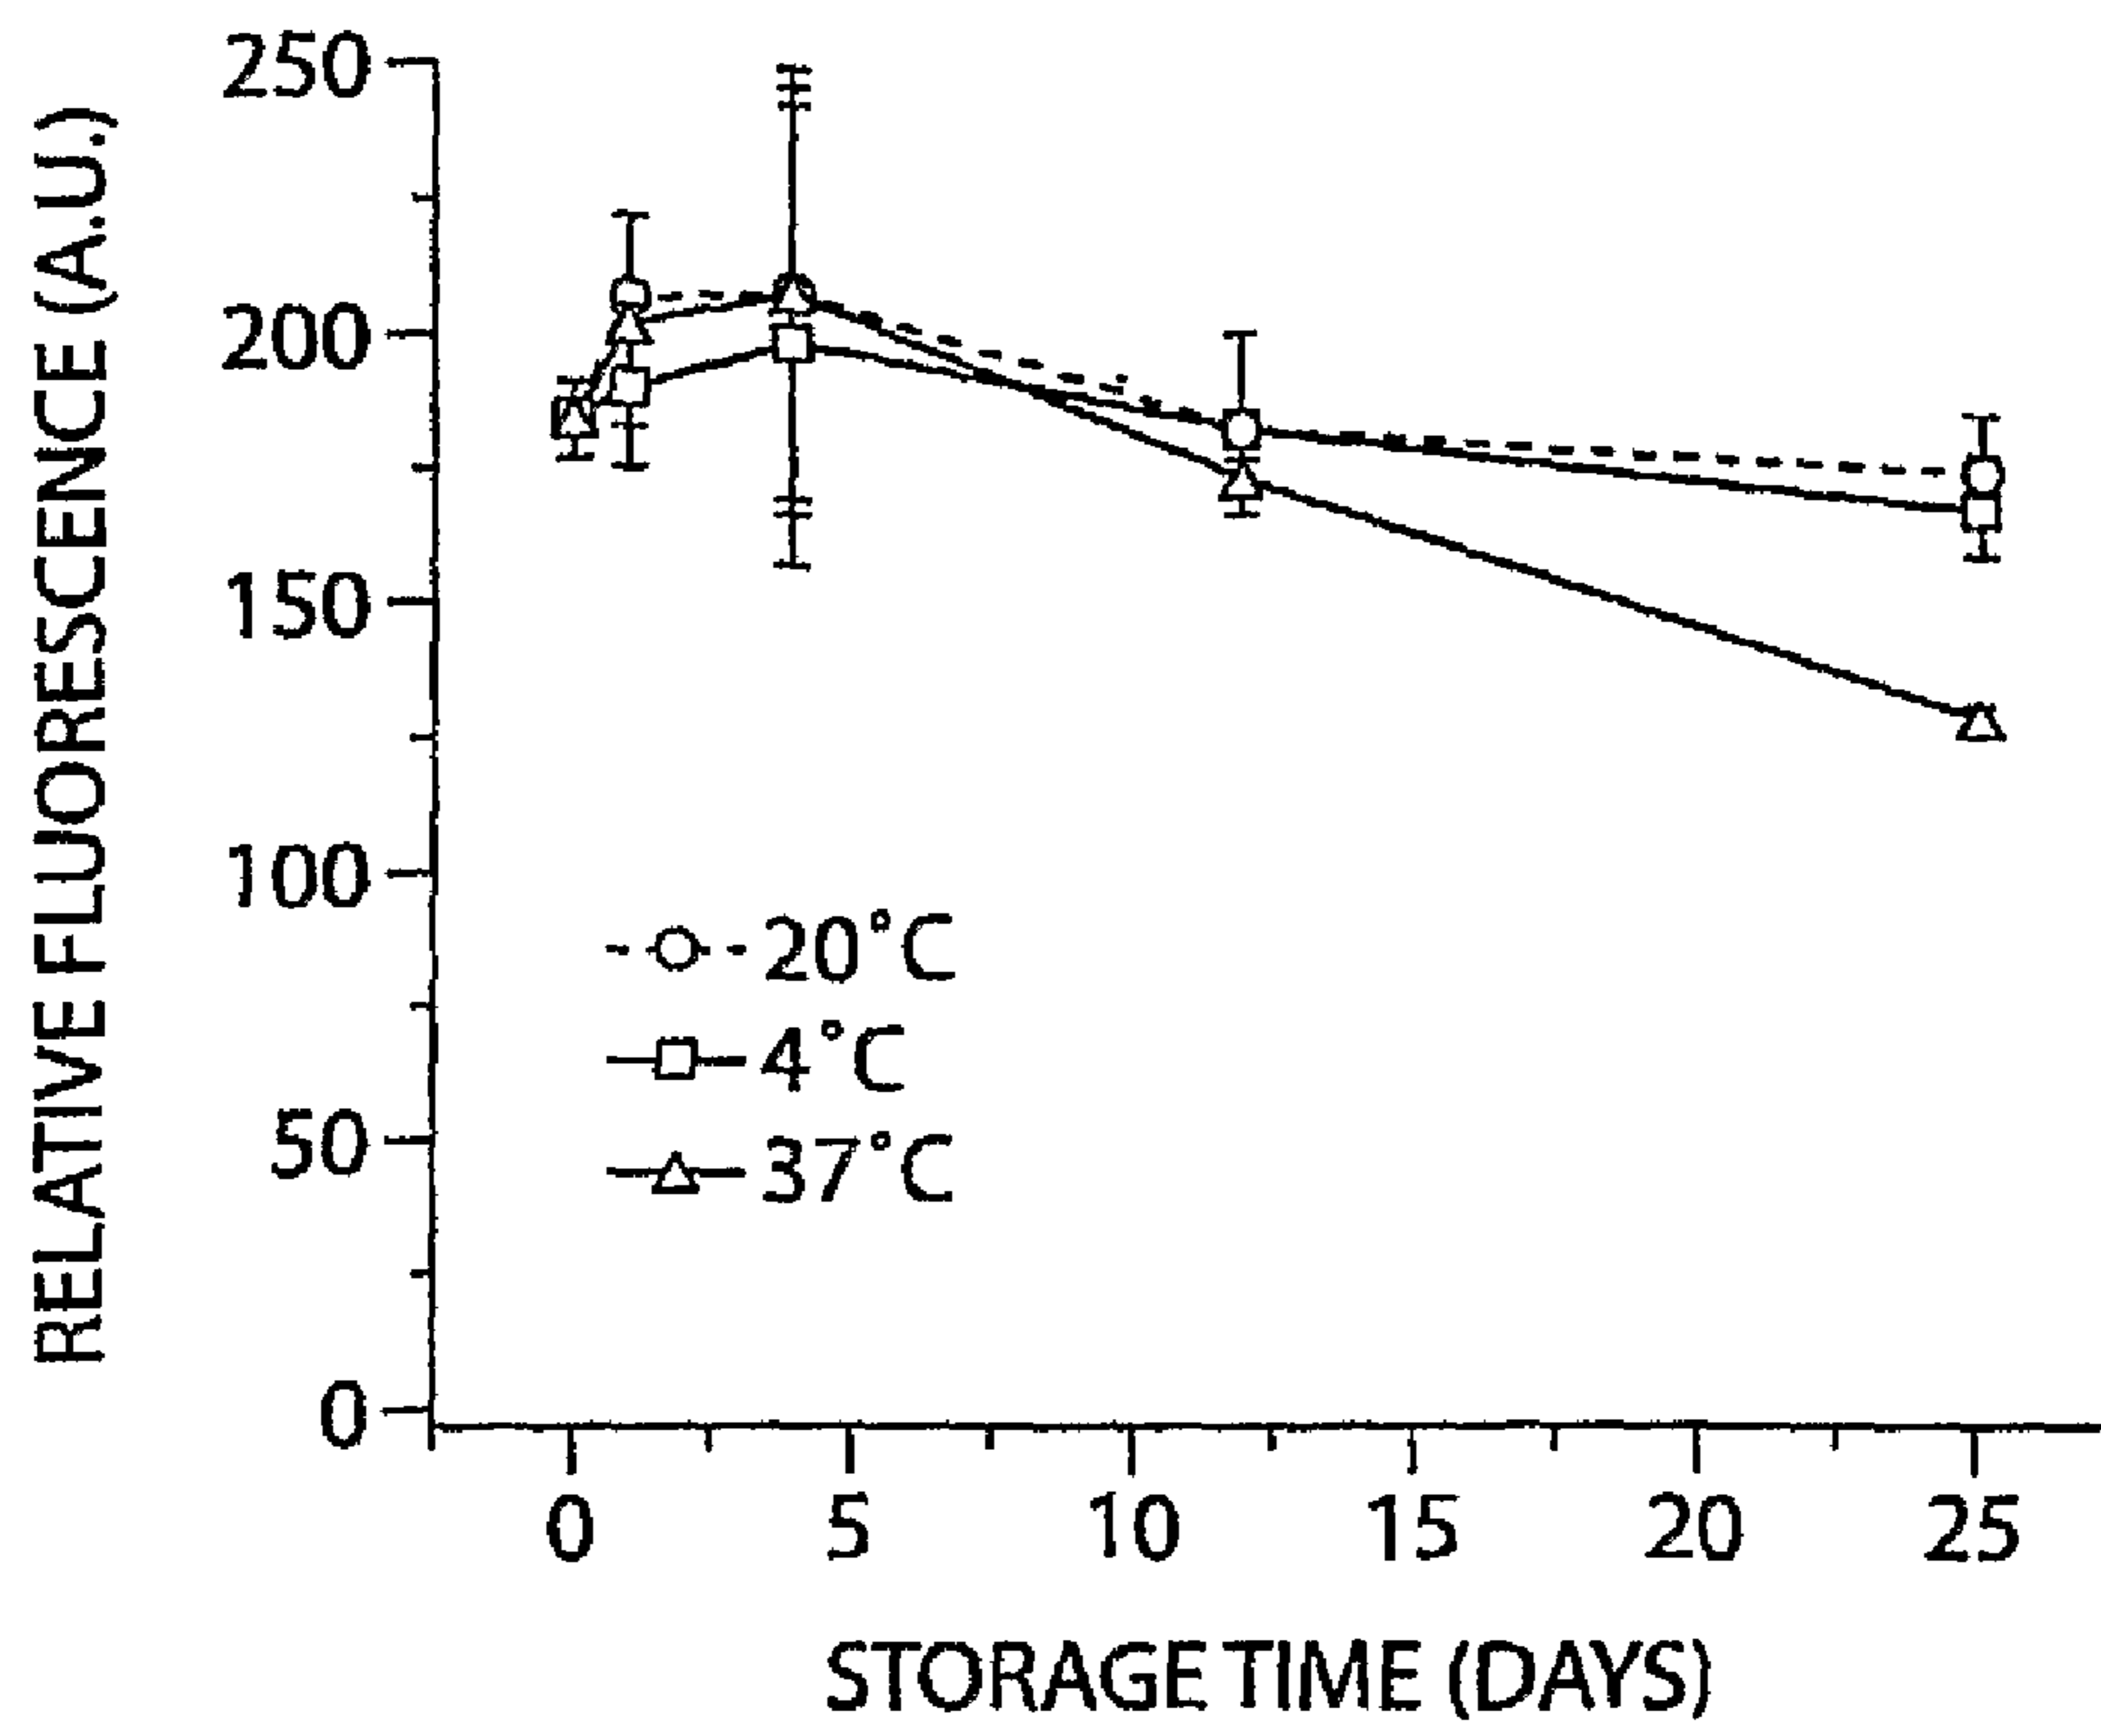 RELATIVE FLUORESCENCE (A.U.)
250
200
150
100
50
0
20°C
4°C
37°C
0 5 10 15 20 25
STORAGE TIME (DAYS)